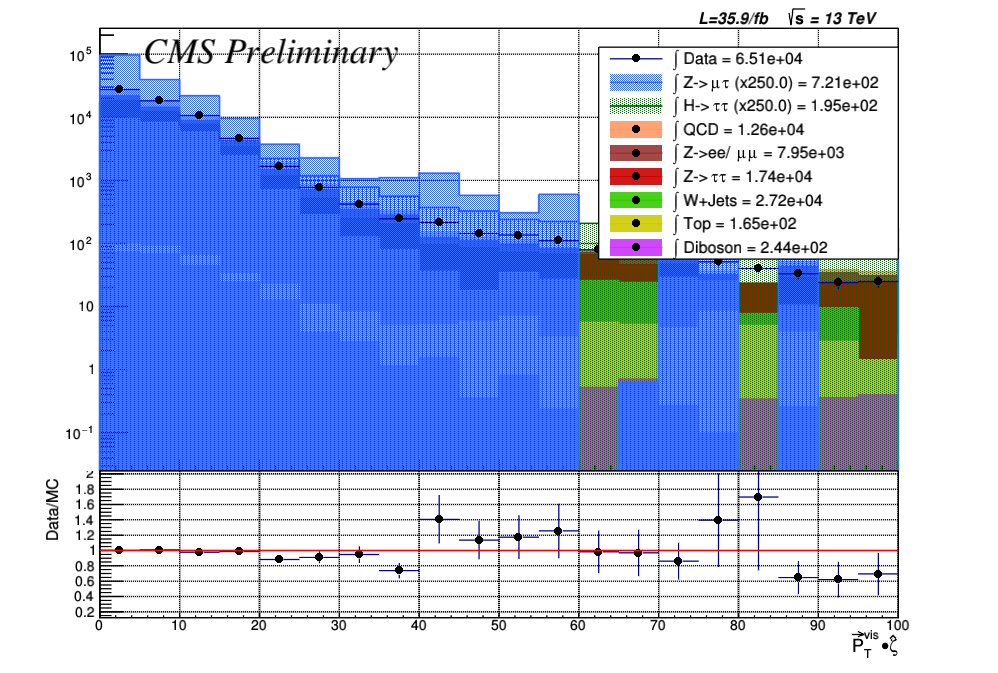 L=35.9/fb √s = 13 TeV
CMS Preliminary
∫ Data = 6.51e+04
∫ Z-> μτ (x250.0) = 7.21e+02
∫ H-> ττ (x250.0) = 1.95e+02
∫ QCD = 1.26e+04
∫ Z->ee/ μμ = 7.95e+03
∫ Z-> ττ = 1.74e+04
∫ W+Jets = 2.72e+04
∫ Top = 1.65e+02
∫ Diboson = 2.44e+02
10⁵
10⁴
10³
10²
10
1
10⁻¹
Data/MC
2
1.8
1.6
1.4
1.2
1
0.8
0.6
0.4
0.2
0 10 20 30 40 50 60 70 80 90 100
P⃗_T^vis • ζ̂